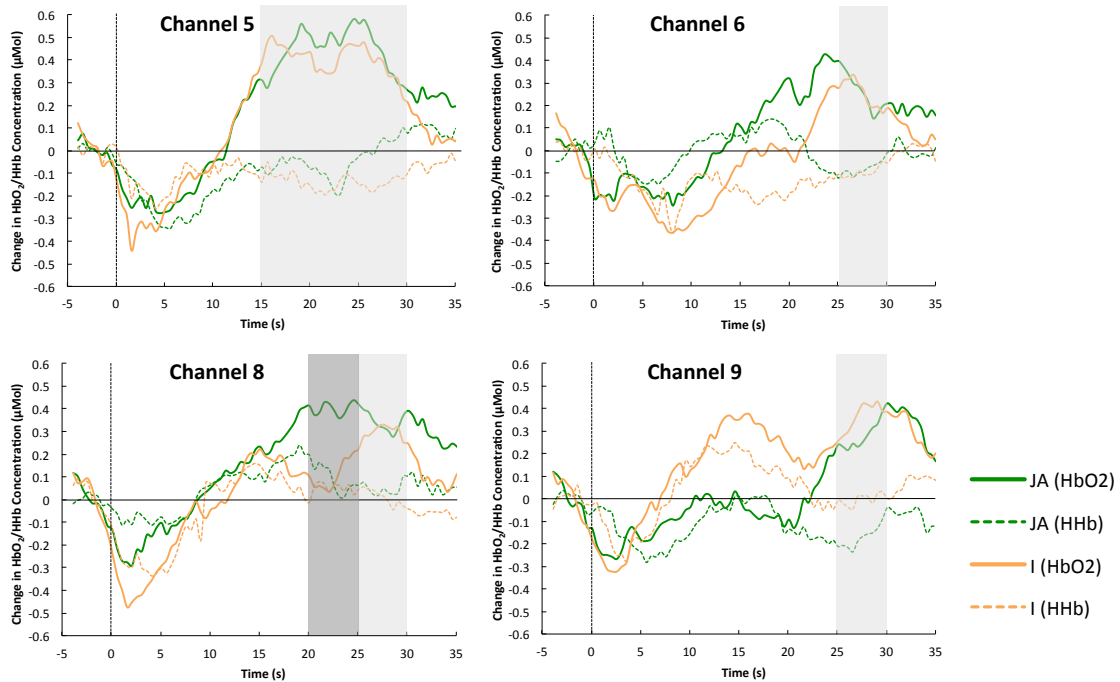 Channel 5
Change in HbO₂/HHb Concentration (μMol)
0.6
0.5
0.4
0.3
0.2
0.1
0
-0.1
-0.2
-0.3
-0.4
-0.5
-0.6
-5 0 5 10 15 20 25 30 35
Time (s)
Channel 6
Change in HbO₂/HHb Concentration (μMol)
0.6
0.5
0.4
0.3
0.2
0.1
0
-0.1
-0.2
-0.3
-0.4
-0.5
-0.6
-5 0 5 10 15 20 25 30 35
Time (s)
Channel 8
Change in HbO₂/HHb Concentration (μMol)
0.6
0.5
0.4
0.3
0.2
0.1
0
-0.1
-0.2
-0.3
-0.4
-0.5
-0.6
-5 0 5 10 15 20 25 30 35
Time (s)
Channel 9
Change in HbO₂/HHb Concentration (μMol)
0.6
0.5
0.4
0.3
0.2
0.1
0
-0.1
-0.2
-0.3
-0.4
-0.5
-0.6
-5 0 5 10 15 20 25 30 35
Time (s)
JA (HbO2)
JA (HHb)
I (HbO2)
I (HHb)